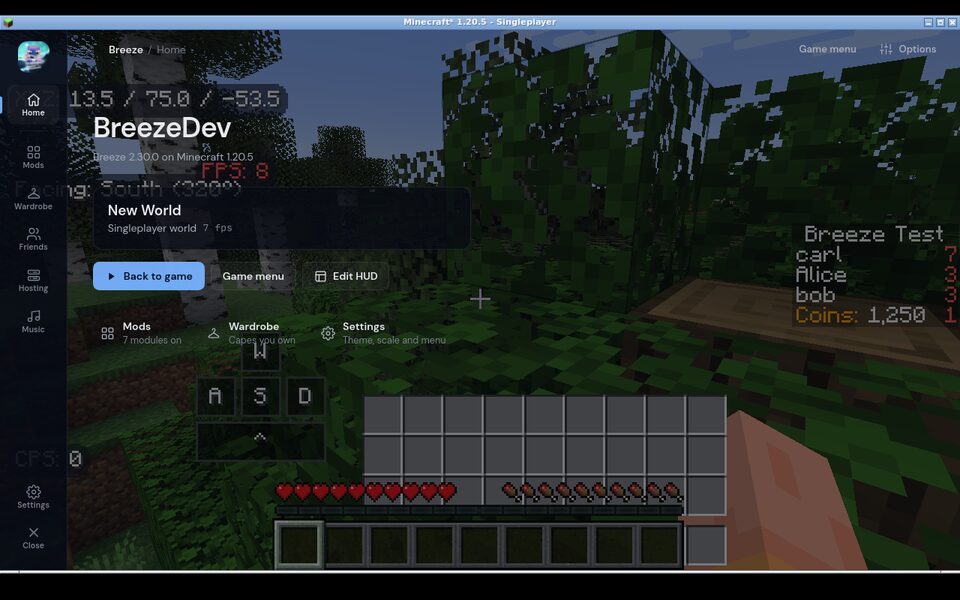 Minecraft* 1.20.5 - Singleplayer
Breeze / Home
Game menu
Options
13.5 / 75.0 / -53.5
Home
BreezeDev
Breeze 2.30.0 on Minecraft 1.20.5
FPS: 8
Mods
Facing: South (320°)
Wardrobe
New World
Singleplayer world 7 fps
Friends
Breeze Test
carl 7
Alice 3
bob 3
Coins: 1,250 1
Back to game
Game menu
Edit HUD
Hosting
Music
Mods
7 modules on
Wardrobe
Capes you own
Settings
Theme, scale and menu
W
A S D
^
CPS: 0
Settings
Close